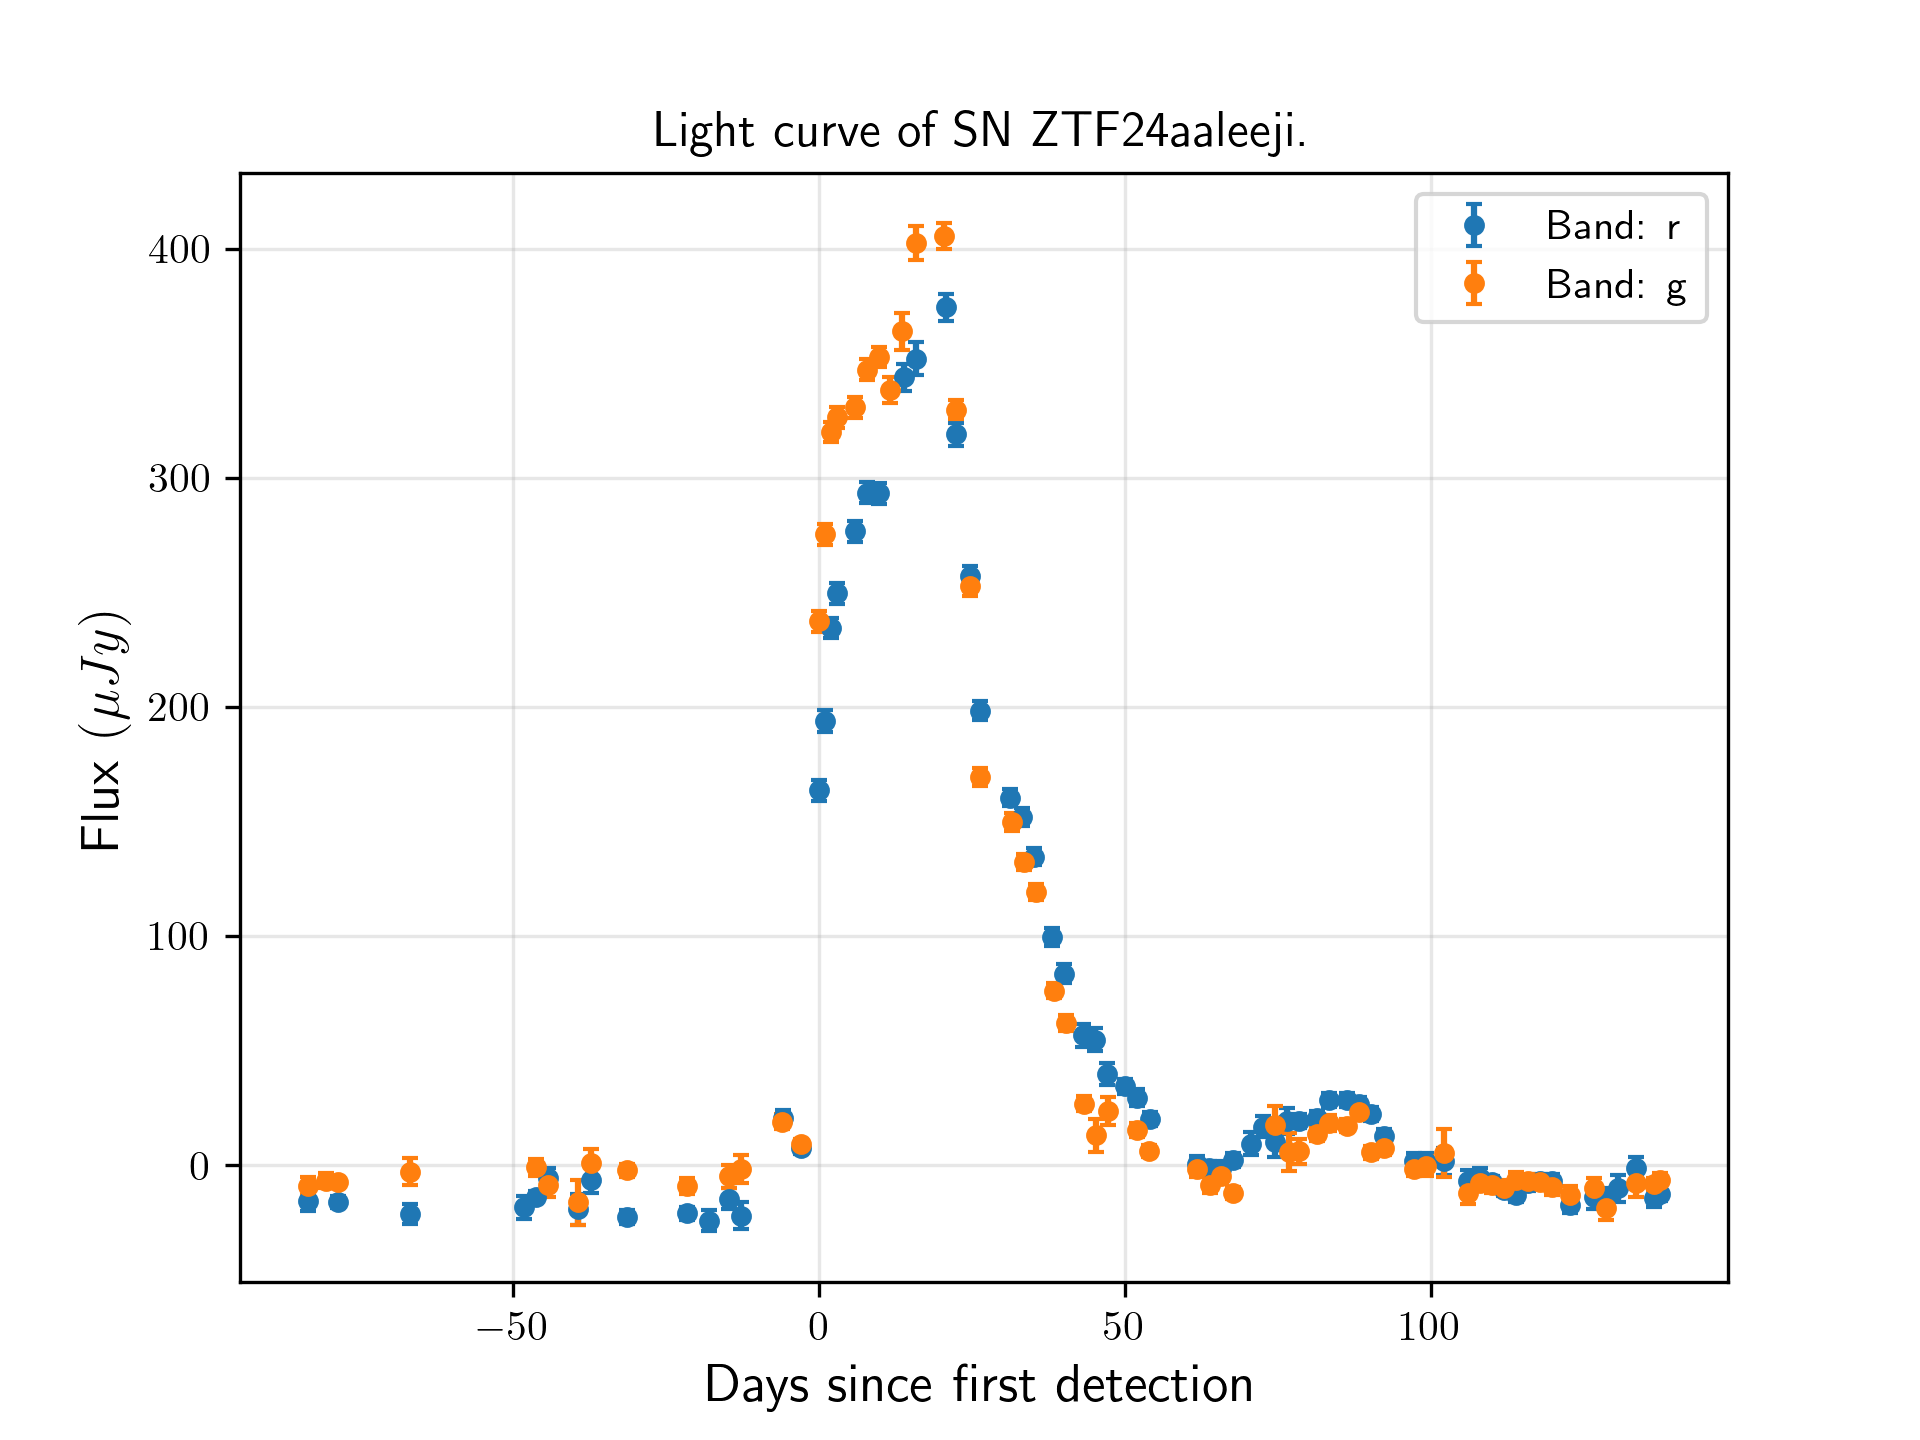 Light curve of SN ZTF24aaleeji.
Band: r
Band: g
400
300
200
100
0
Flux (μJy)
−50
0
50
100
Days since first detection